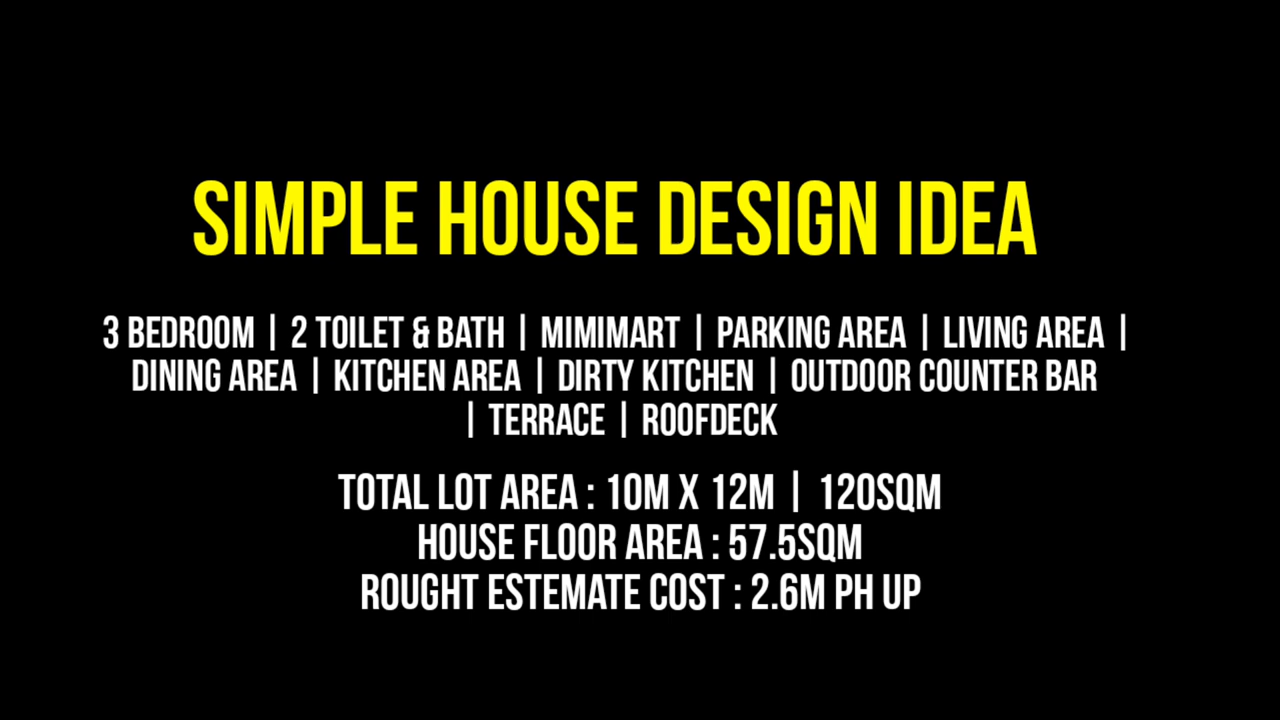 SIMPLE HOUSE DESIGN IDEA
3 BEDROOM | 2 TOILET & BATH | MIMIMART | PARKING AREA | LIVING AREA |
DINING AREA | KITCHEN AREA | DIRTY KITCHEN | OUTDOOR COUNTER BAR
| TERRACE | ROOFDECK
TOTAL LOT AREA : 10M X 12M | 120SQM
HOUSE FLOOR AREA : 57.5SQM
ROUGHT ESTEMATE COST : 2.6M PH UP